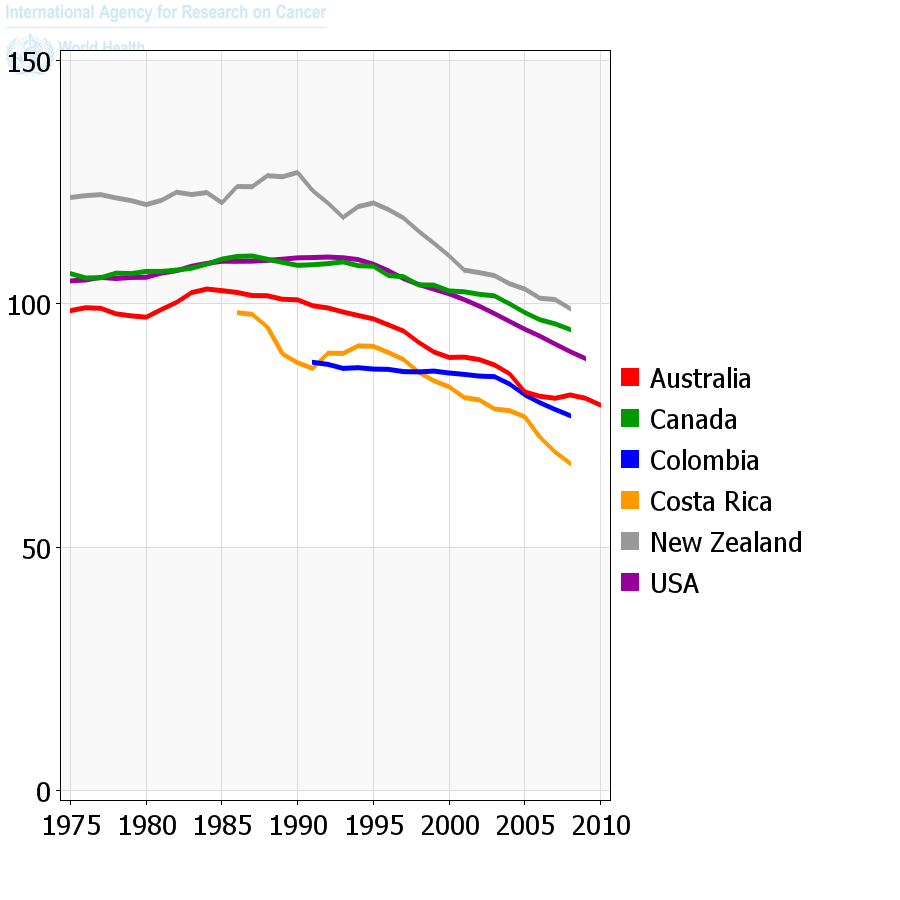 International Agency for Research on Cancer
World Health
150
100
50
0
1975 1980 1985 1990 1995 2000 2005 2010
Australia
Canada
Colombia
Costa Rica
New Zealand
USA